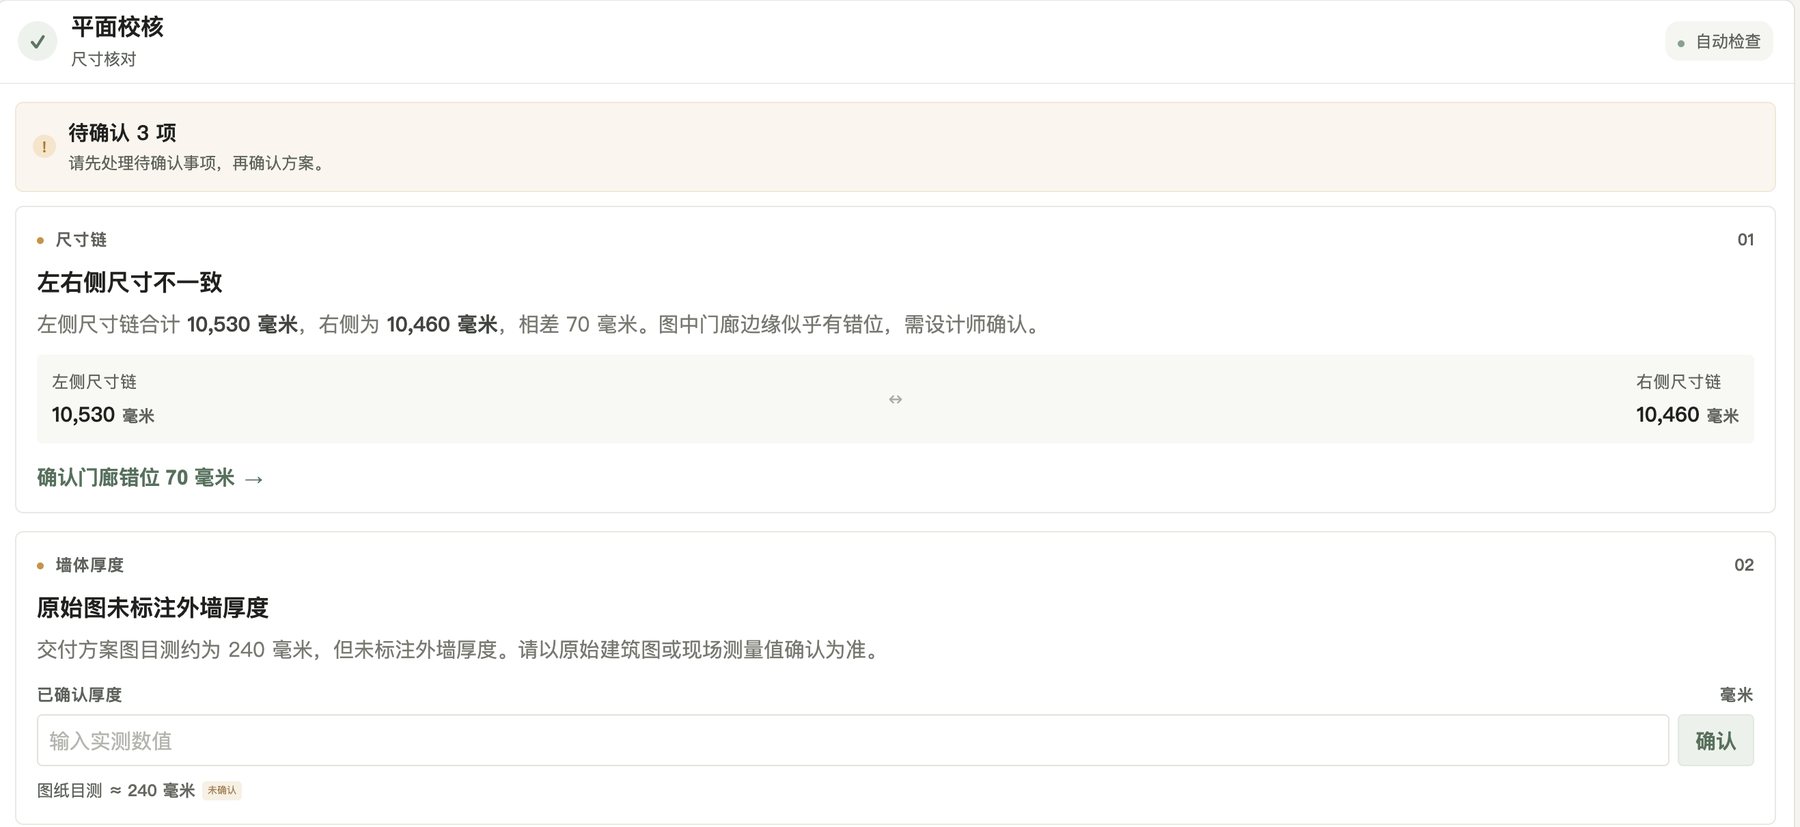 平面校核
尺寸核对
自动检查
!
待确认 3 项
请先处理待确认事项，再确认方案。
尺寸链
01
左右侧尺寸不一致
左侧尺寸链合计 10,530 毫米，右侧为 10,460 毫米，相差 70 毫米。图中门廊边缘似乎有错位，需设计师确认。
左侧尺寸链
右侧尺寸链
10,530 毫米
↔
10,460 毫米
确认门廊错位 70 毫米 →
墙体厚度
02
原始图未标注外墙厚度
交付方案图目测约为 240 毫米，但未标注外墙厚度。请以原始建筑图或现场测量值确认为准。
已确认厚度
毫米
输入实测数值
确认
图纸目测 ≈ 240 毫米 未确认